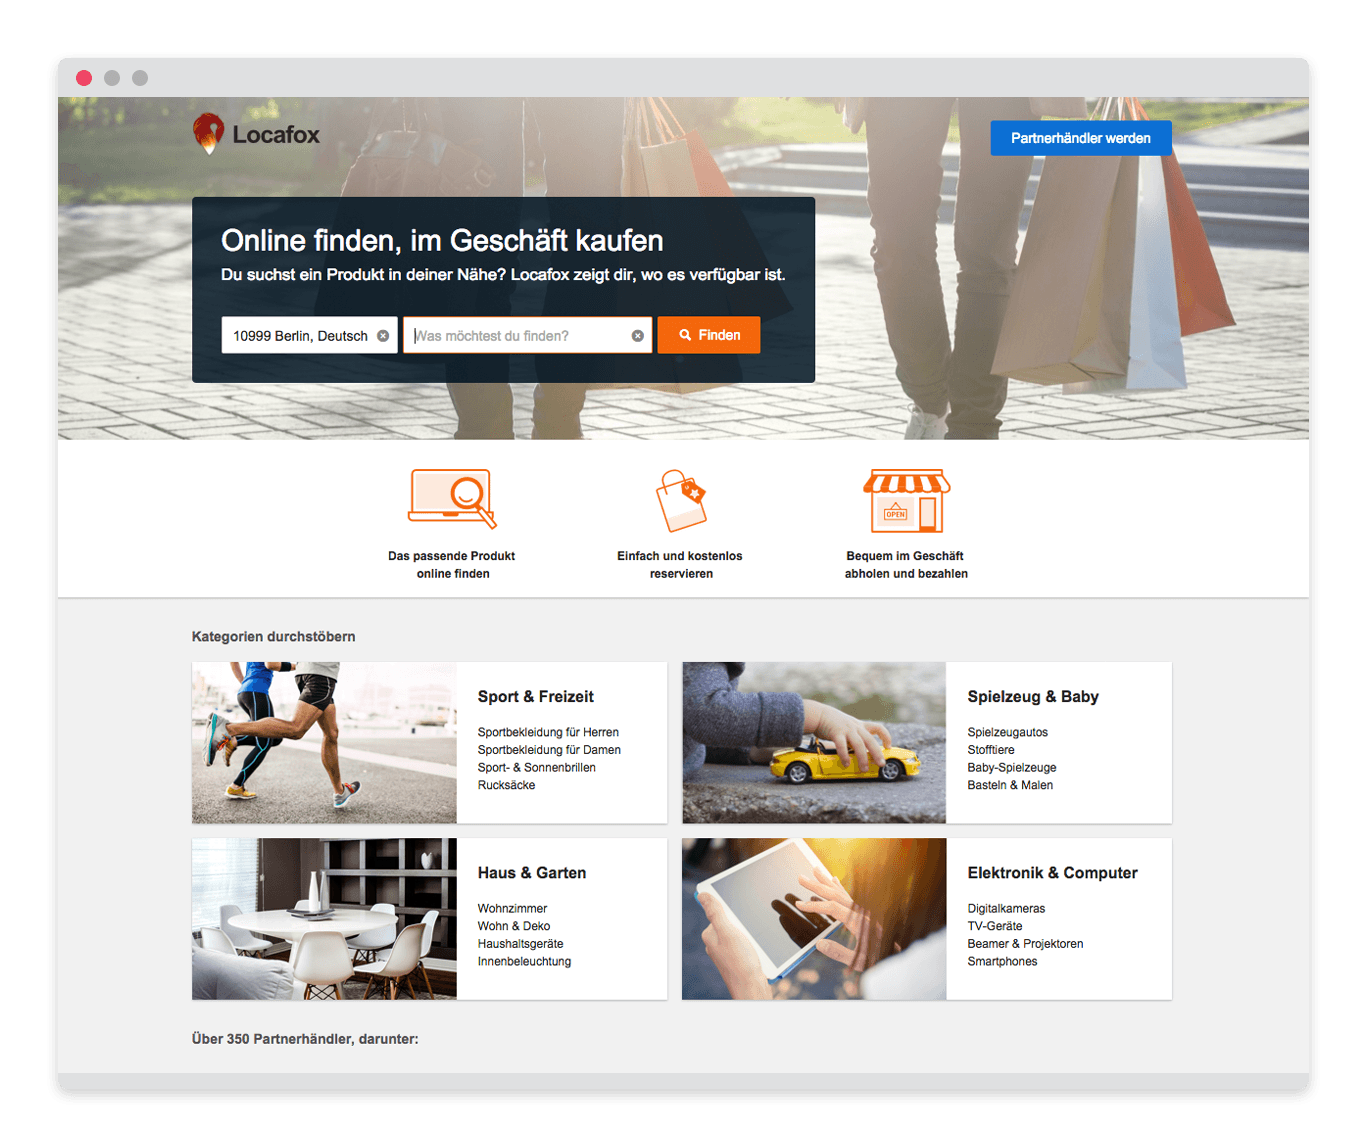 Locafox
Partnerhändler werden
Online finden, im Geschäft kaufen
Du suchst ein Produkt in deiner Nähe? Locafox zeigt dir, wo es verfügbar ist.
10999 Berlin, Deutsch
Was möchtest du finden?
Finden
OPEN
Das passende Produkt
online finden
Einfach und kostenlos
reservieren
Bequem im Geschäft
abholen und bezahlen
Kategorien durchstöbern
Sport & Freizeit
Sportbekleidung für Herren
Sportbekleidung für Damen
Sport- & Sonnenbrillen
Rucksäcke
Spielzeug & Baby
Spielzeugautos
Stofftiere
Baby-Spielzeuge
Basteln & Malen
Haus & Garten
Wohnzimmer
Wohn & Deko
Haushaltsgeräte
Innenbeleuchtung
Elektronik & Computer
Digitalkameras
TV-Geräte
Beamer & Projektoren
Smartphones
Über 350 Partnerhändler, darunter: